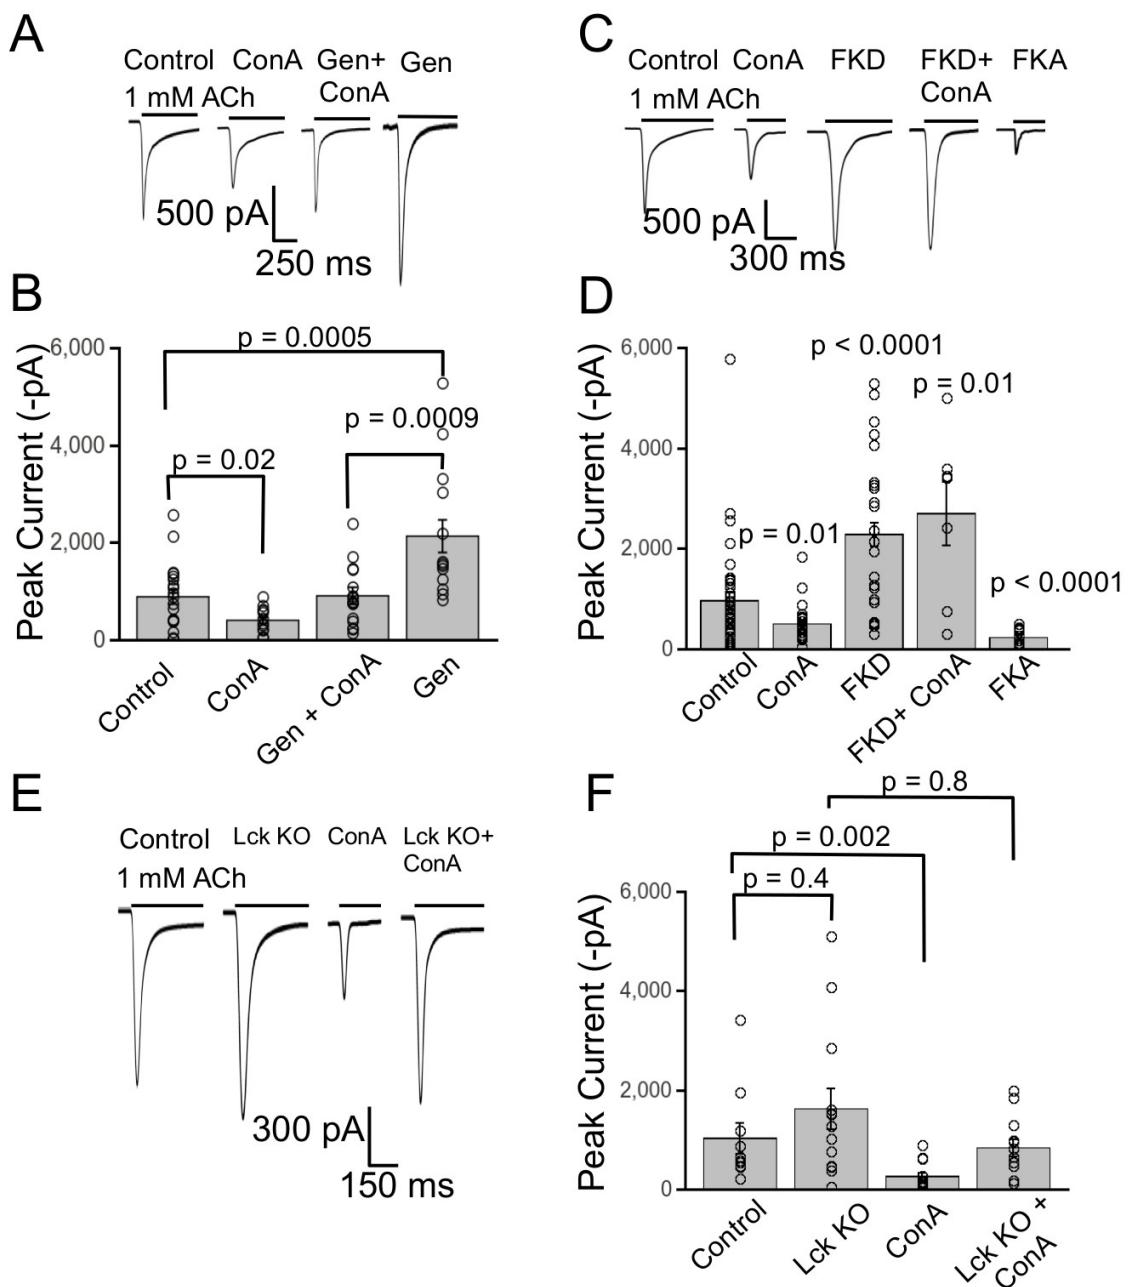 A
Control ConA Gen+ Gen
1 mM ACh ConA
500 pA
250 ms
B
Peak Current (-pA)
6,000
4,000
2,000
0
p = 0.0005
p = 0.0009
p = 0.02
Control ConA Gen + ConA Gen
C
Control ConA FKD FKD+ FKA
1 mM ACh ConA
500 pA
300 ms
D
Peak Current (-pA)
6,000
4,000
2,000
0
p < 0.0001
p = 0.01
p = 0.01
p < 0.0001
Control ConA FKD FKD+ ConA FKA
E
Control Lck KO ConA Lck KO+
ConA
1 mM ACh
300 pA
150 ms
F
p = 0.8
p = 0.002
p = 0.4
Peak Current (-pA)
6,000
4,000
2,000
0
Control Lck KO ConA Lck KO +
ConA